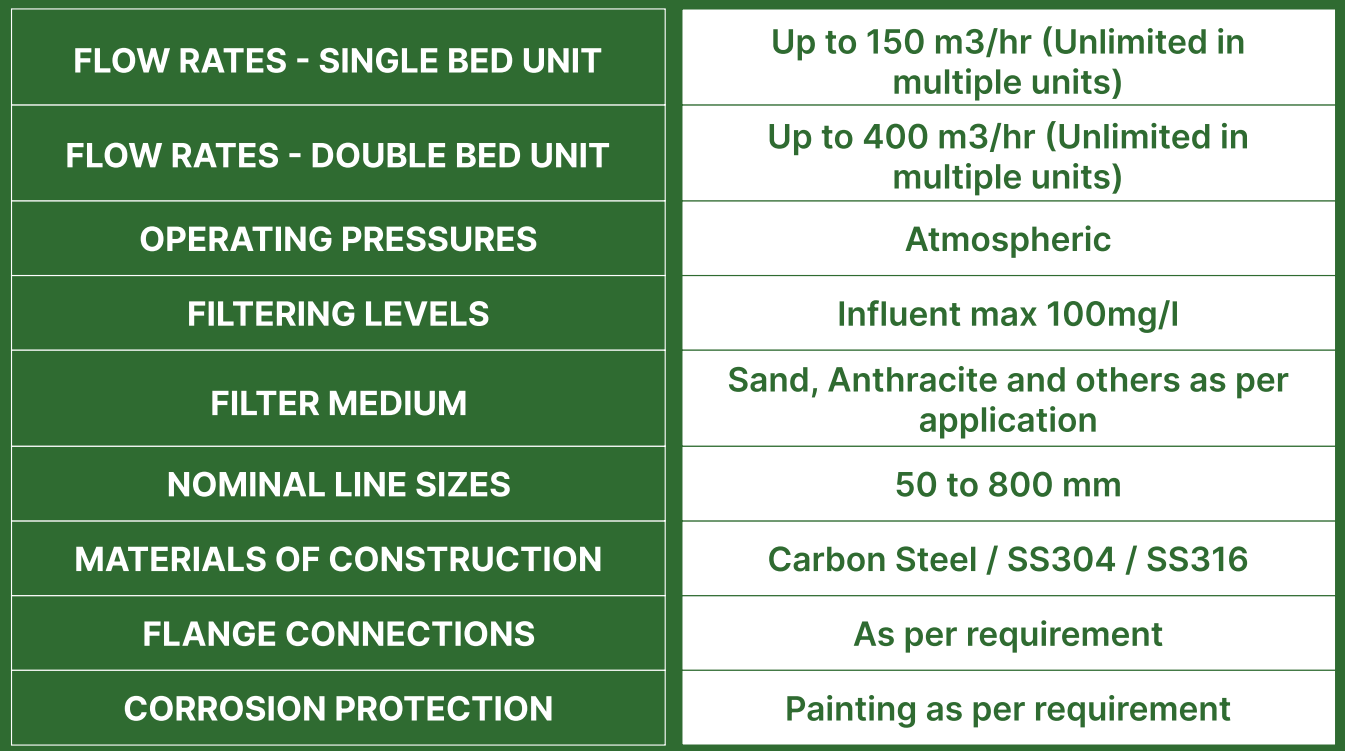 FLOW RATES - SINGLE BED UNIT
Up to 150 m3/hr (Unlimited in
multiple units)
FLOW RATES - DOUBLE BED UNIT
Up to 400 m3/hr (Unlimited in
multiple units)
OPERATING PRESSURES
Atmospheric
FILTERING LEVELS
Influent max 100mg/l
FILTER MEDIUM
Sand, Anthracite and others as per
application
NOMINAL LINE SIZES
50 to 800 mm
MATERIALS OF CONSTRUCTION
Carbon Steel / SS304 / SS316
FLANGE CONNECTIONS
As per requirement
CORROSION PROTECTION
Painting as per requirement